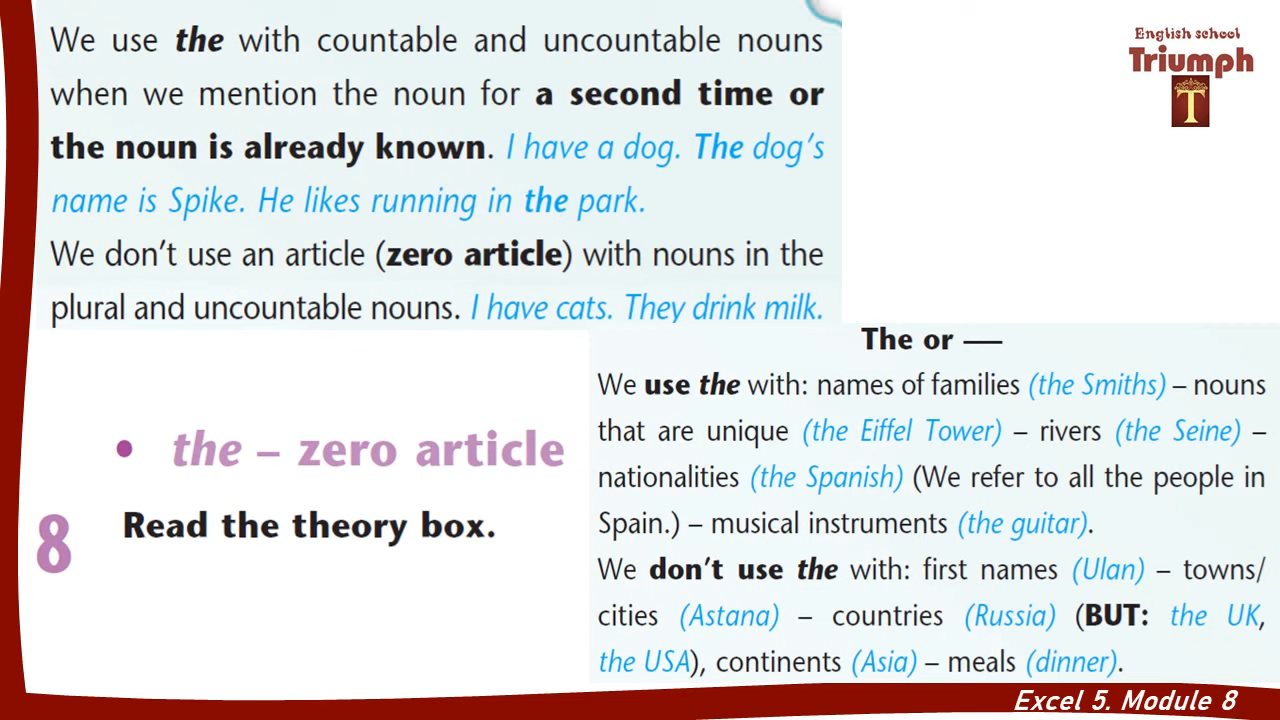 We use the with countable and uncountable nouns
when we mention the noun for a second time or
the noun is already known. I have a dog. The dog's
name is Spike. He likes running in the park.
We don't use an article (zero article) with nouns in the
plural and uncountable nouns. I have cats. They drink milk.
English school
Triumph
T
• the – zero article
8 Read the theory box.
The or —
We use the with: names of families (the Smiths) – nouns
that are unique (the Eiffel Tower) – rivers (the Seine) –
nationalities (the Spanish) (We refer to all the people in
Spain.) – musical instruments (the guitar).
We don't use the with: first names (Ulan) – towns/
cities (Astana) – countries (Russia) (BUT: the UK,
the USA), continents (Asia) – meals (dinner).
Excel 5. Module 8